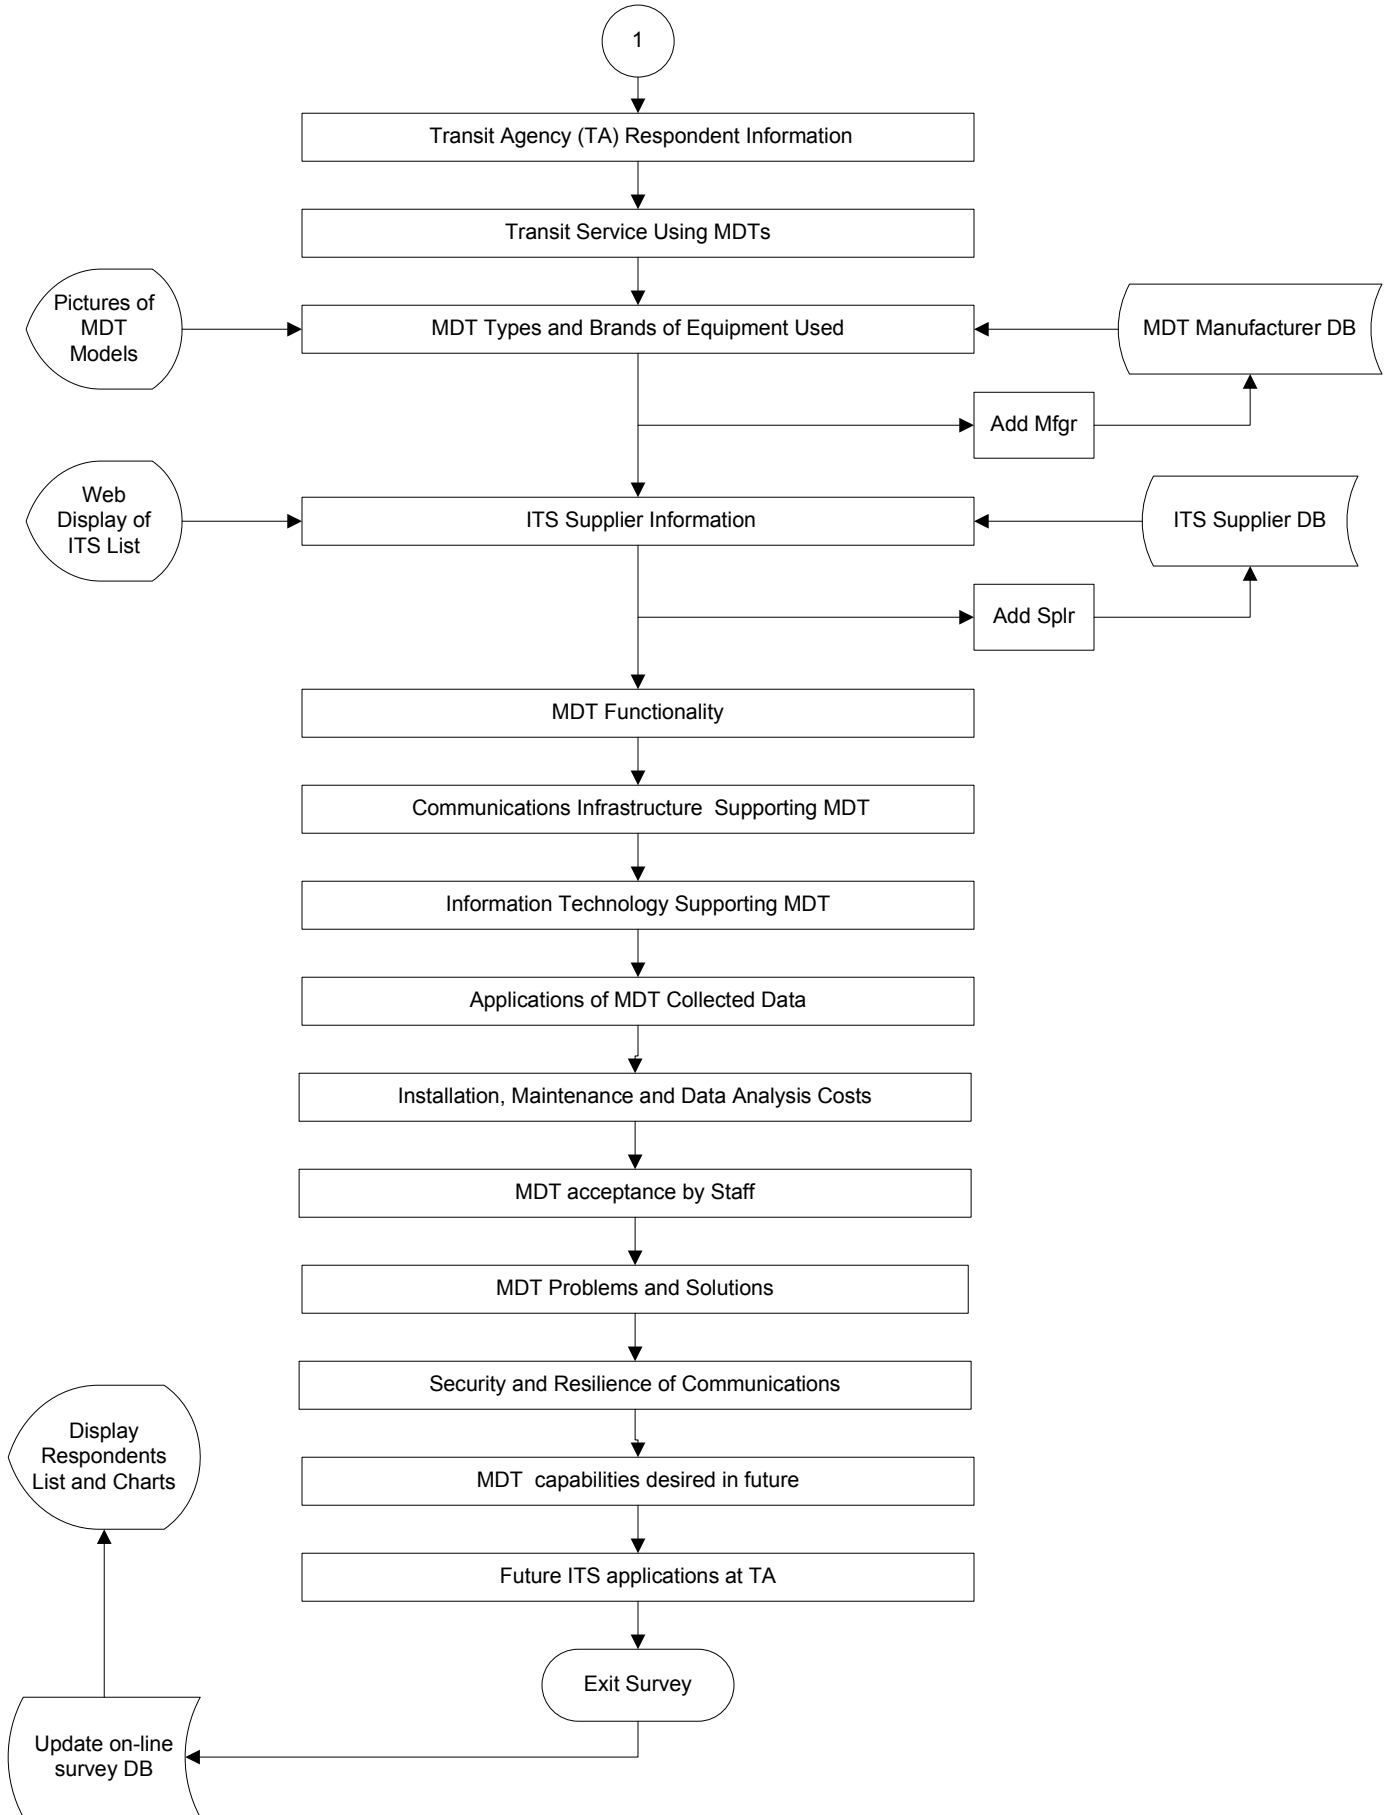 1
Transit Agency (TA) Respondent Information
Transit Service Using MDTs
Pictures of
MDT
Models
MDT Types and Brands of Equipment Used
MDT Manufacturer DB
Add Mfgr
Web
Display of
ITS List
ITS Supplier Information
ITS Supplier DB
Add Splr
MDT Functionality
Communications Infrastructure  Supporting MDT
Information Technology Supporting MDT
Applications of MDT Collected Data
Installation, Maintenance and Data Analysis Costs
MDT acceptance by Staff
MDT Problems and Solutions
Security and Resilience of Communications
Display
Respondents
List and Charts
MDT  capabilities desired in future
Future ITS applications at TA
Exit Survey
Update on-line
survey DB